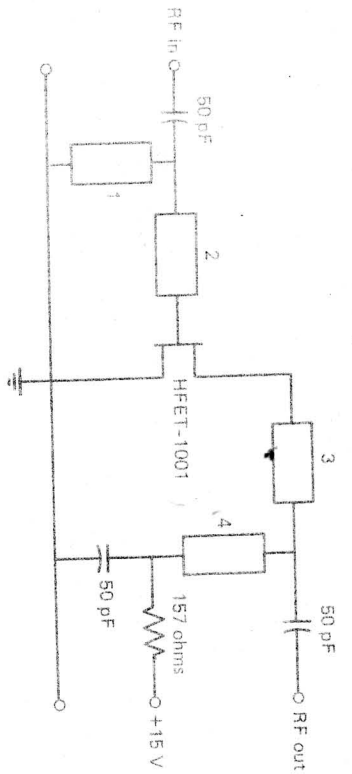 RF in
50 pF
1
2
HFET-1001
3
4
50 pF
157 ohms
+15 V
50 pF
RF out